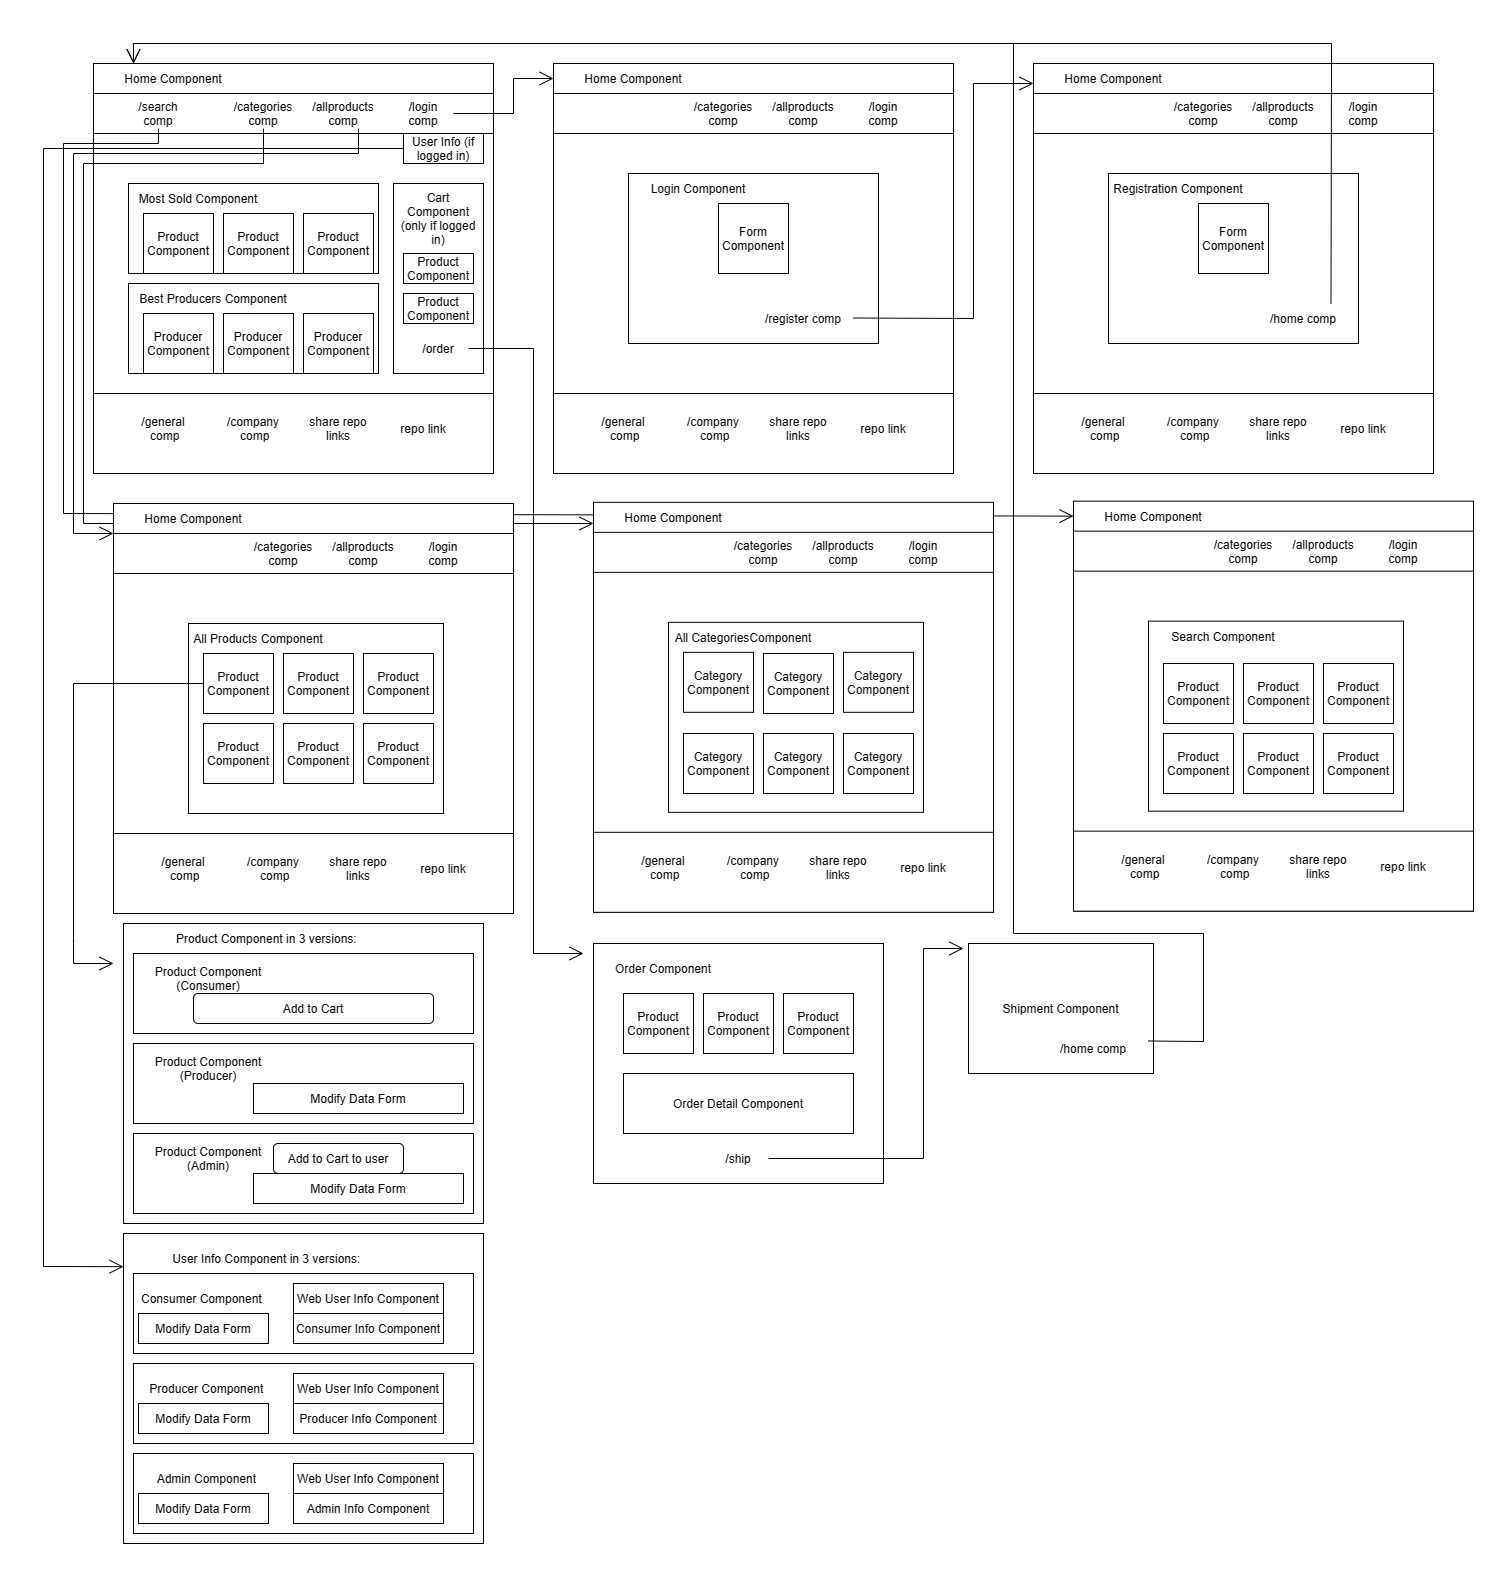 Home Component
/search
comp
/categories
comp
/allproducts
comp
/login
comp
User Info (if
logged in)
Most Sold Component
Product
Component
Product
Component
Product
Component
Best Producers Component
Producer
Component
Producer
Component
Producer
Component
Cart
Component
(only if logged
in)
Product
Component
Product
Component
/order
/general
comp
/company
comp
share repo
links
repo link
Home Component
/categories
comp
/allproducts
comp
/login
comp
Login Component
Form
Component
/register comp
/general
comp
/company
comp
share repo
links
repo link
Home Component
/categories
comp
/allproducts
comp
/login
comp
Registration Component
Form
Component
/home comp
/general
comp
/company
comp
share repo
links
repo link
Home Component
/categories
comp
/allproducts
comp
/login
comp
All Products Component
Product
Component
Product
Component
Product
Component
Product
Component
Product
Component
Product
Component
/general
comp
/company
comp
share repo
links
repo link
Home Component
/categories
comp
/allproducts
comp
/login
comp
All CategoriesComponent
Category
Component
Category
Component
Category
Component
Category
Component
Category
Component
Category
Component
/general
comp
/company
comp
share repo
links
repo link
Home Component
/categories
comp
/allproducts
comp
/login
comp
Search Component
Product
Component
Product
Component
Product
Component
Product
Component
Product
Component
Product
Component
/general
comp
/company
comp
share repo
links
repo link
Product Component in 3 versions:
Product Component
(Consumer)
Add to Cart
Product Component
(Producer)
Modify Data Form
Product Component
(Admin)
Add to Cart to user
Modify Data Form
Order Component
Product
Component
Product
Component
Product
Component
Order Detail Component
/ship
Shipment Component
/home comp
User Info Component in 3 versions:
Consumer Component
Modify Data Form
Web User Info Component
Consumer Info Component
Producer Component
Modify Data Form
Web User Info Component
Producer Info Component
Admin Component
Modify Data Form
Web User Info Component
Admin Info Component